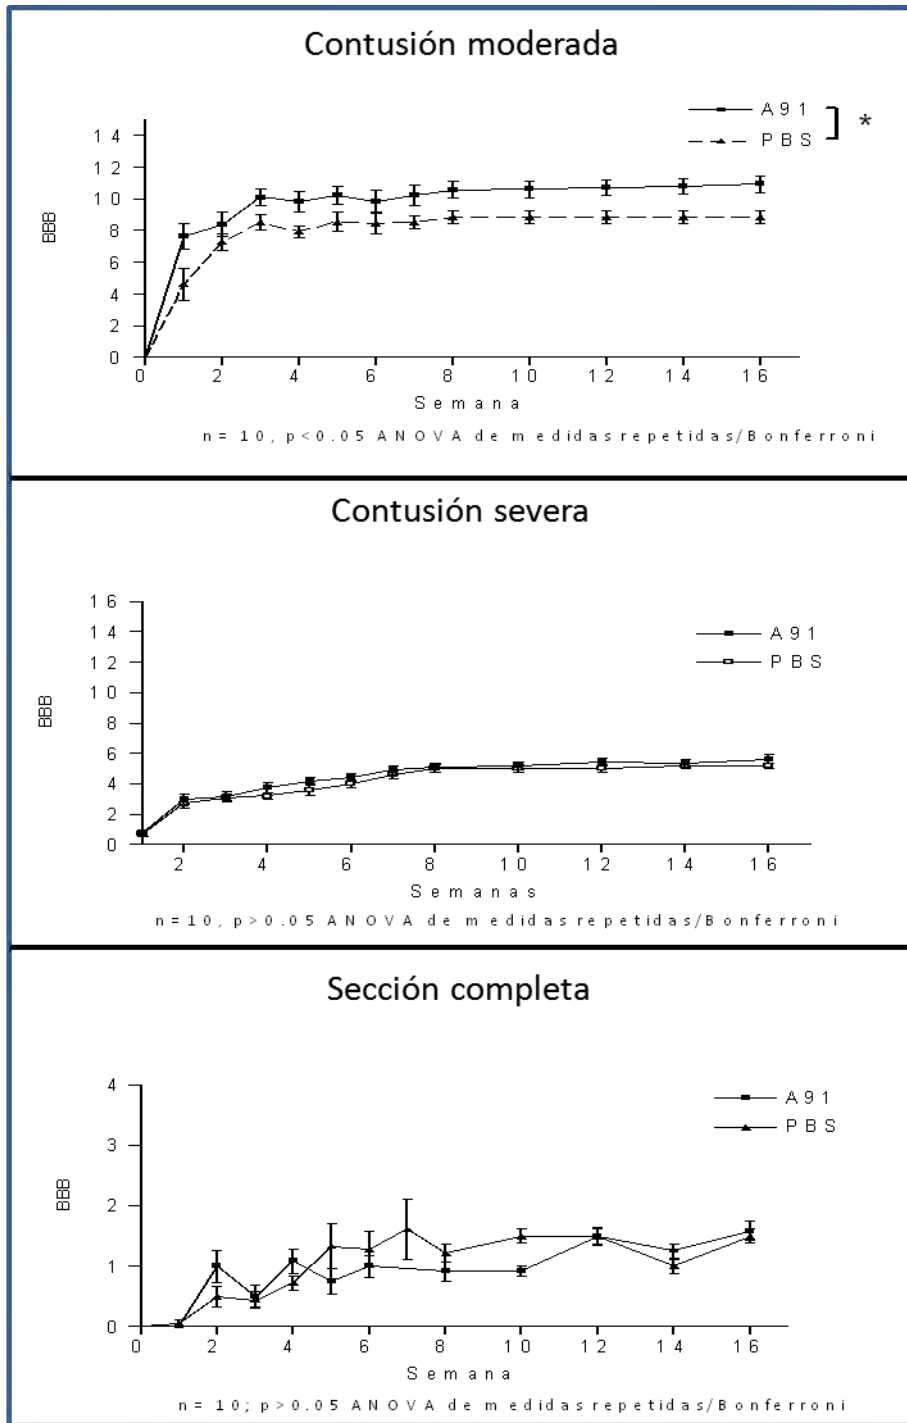 Contusión moderada
A91
*
PBS
14
12
10
8
6
4
2
0
BBB
0 2 4 6 8 10 12 14 16
Semana
n= 10, p<0.05 ANOVA de medidas repetidas/Bonferroni
Contusión severa
16
14
12
10
8
6
4
2
0
BBB
A91
PBS
2 4 6 8 10 12 14 16
Semanas
n=10, p>0.05 ANOVA de medidas repetidas/Bonferroni
Sección completa
4
3
2
1
0
BBB
A91
PBS
0 2 4 6 8 10 12 14 16
Semana
n= 10; p>0.05 ANOVA de medidas repetidas/Bonferroni